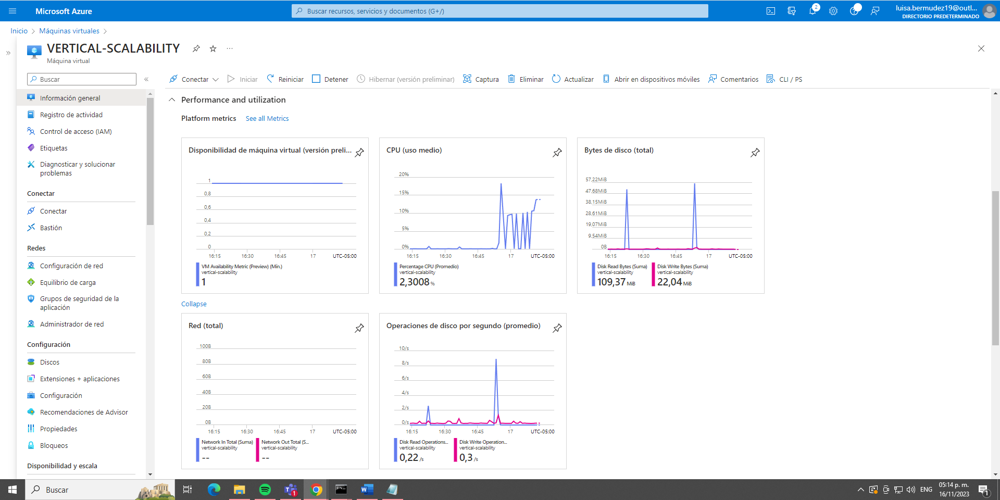 Microsoft Azure
Buscar recursos, servicios y documentos (G+/)
2
luisa.bermudez19@outl...
DIRECTORIO PREDETERMINADO
Inicio
Máquinas virtuales
VERTICAL-SCALABILITY
Máquina virtual
Buscar
Conectar
Iniciar
Reiniciar
Detener
Hibernar (versión preliminar)
Captura
Eliminar
Actualizar
Abrir en dispositivos móviles
Comentarios
CLI / PS
Información general
Registro de actividad
Control de acceso (IAM)
Etiquetas
Diagnosticar y solucionar
problemas
Conectar
Conectar
Bastión
Redes
Configuración de red
Equilibrio de carga
Grupos de seguridad de la
aplicación
Administrador de red
Configuración
Discos
Extensiones + aplicaciones
Configuración
Recomendaciones de Advisor
Propiedades
Bloqueos
Disponibilidad y escala
Performance and utilization
Platform metrics
See all Metrics
Disponibilidad de máquina virtual (versión preli...
1
0,8
0,6
0,4
0,2
0
16:15
16:30
16:45
17
UTC-05:00
VM Availability Metric (Preview) (Mín.)
vertical-scalability
1
CPU (uso medio)
20%
15%
10%
5%
0%
16:15
16:30
16:45
17
UTC-05:00
Percentage CPU (Promedio)
vertical-scalability
2,3008 %
Bytes de disco (total)
57,22MiB
47,68MiB
38,15MiB
28,61MiB
19,07MiB
9,54MiB
0B
16:15
16:30
16:45
17
UTC-05:00
Disk Read Bytes (Suma)
vertical-scalability
109,37 MiB
Disk Write Bytes (Suma)
vertical-scalability
22,04 MiB
Collapse
Red (total)
100B
80B
60B
40B
20B
0B
16:15
16:30
16:45
17
UTC-05:00
Network In Total (Suma)
vertical-scalability
--
Network Out Total (S...
vertical-scalability
--
Operaciones de disco por segundo (promedio)
10/s
8/s
6/s
4/s
2/s
0/s
16:15
16:30
16:45
17
UTC-05:00
Disk Read Operations...
vertical-scalability
0,22 /s
Disk Write Operation...
vertical-scalability
0,3 /s
Buscar
1
ENG
05:14 p. m.
16/11/2023
1